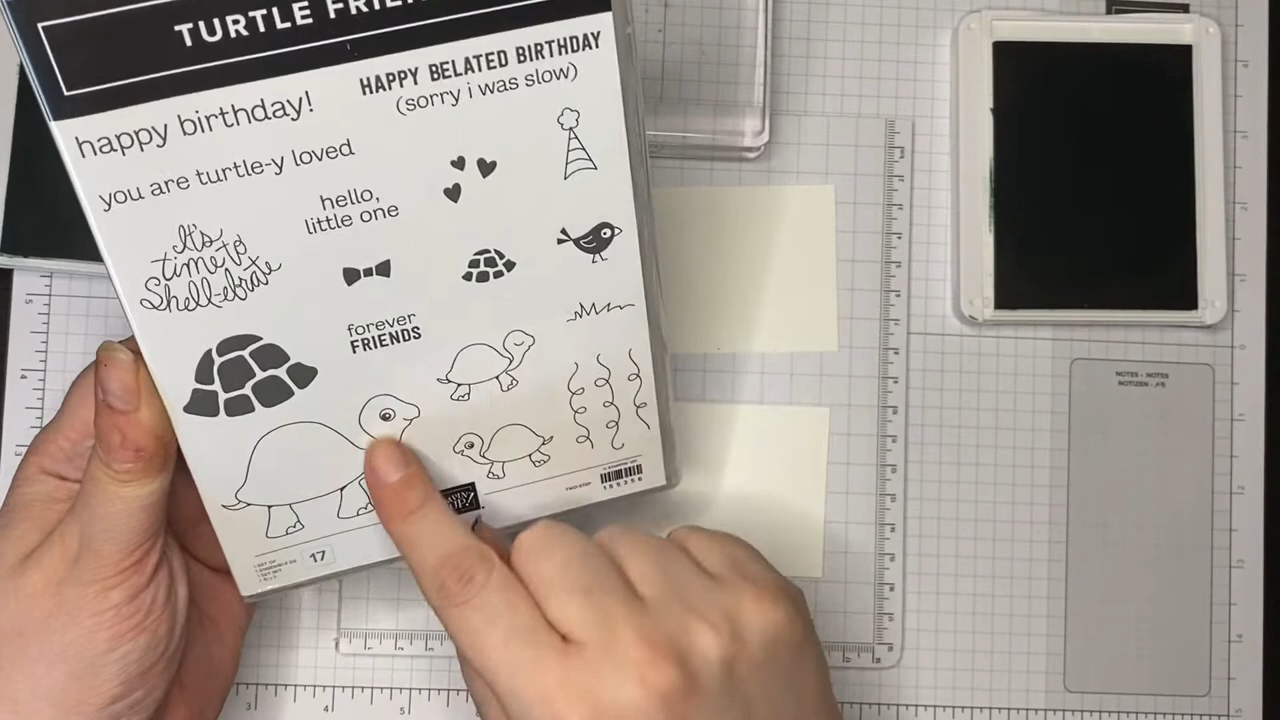 TURTLE
HAPPY BELATED BIRTHDAY
(sorry i was slow)
happy birthday!
you are turtle-y loved
hello,
little one
It's
time to
Shell-ebrate
forever
FRIENDS
17
155356
NOTES • NOTES
NOTIZEN •